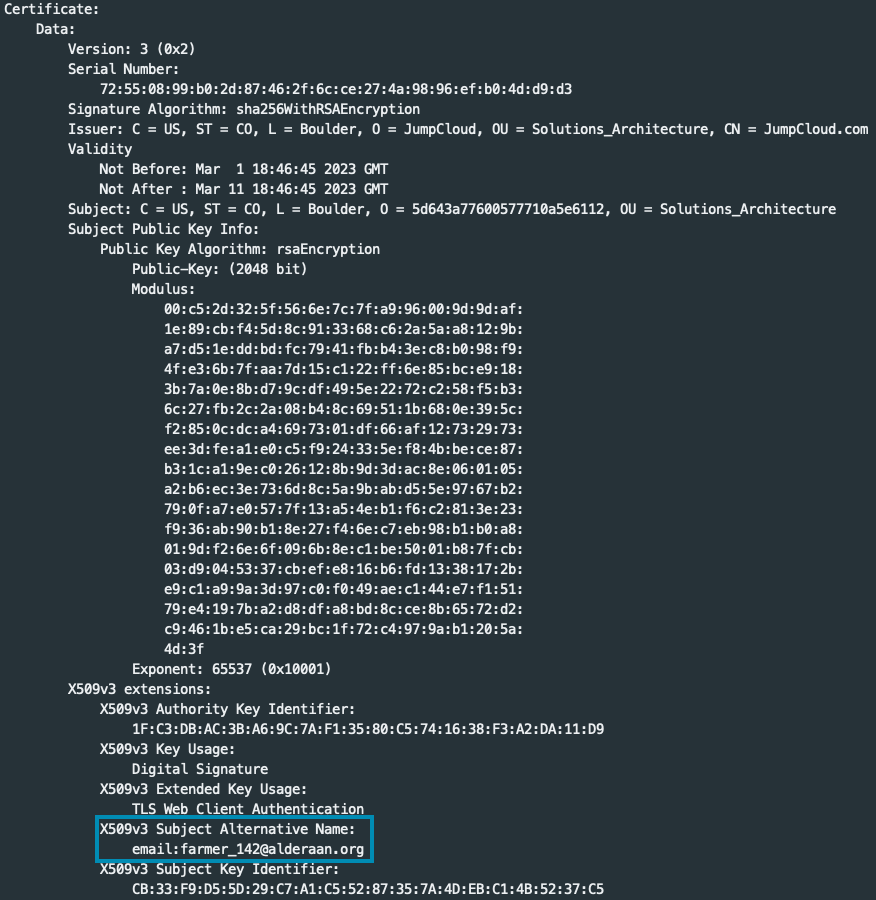 Certificate:
Data:
Version: 3 (0x2)
Serial Number:
72:55:08:99:b0:2d:87:46:2f:6c:ce:27:4a:98:96:ef:b0:4d:d9:d3
Signature Algorithm: sha256WithRSAEncryption
Issuer: C = US, ST = CO, L = Boulder, O = JumpCloud, OU = Solutions_Architecture, CN = JumpCloud.com
Validity
Not Before: Mar  1 18:46:45 2023 GMT
Not After : Mar 11 18:46:45 2023 GMT
Subject: C = US, ST = CO, L = Boulder, O = 5d643a77600577710a5e6112, OU = Solutions_Architecture
Subject Public Key Info:
Public Key Algorithm: rsaEncryption
Public-Key: (2048 bit)
Modulus:
00:c5:2d:32:5f:56:6e:7c:7f:a9:96:00:9d:9d:af:
1e:89:cb:f4:5d:8c:91:33:68:c6:2a:5a:a8:12:9b:
a7:d5:1e:dd:bd:fc:79:41:fb:b4:3e:c8:b0:98:f9:
4f:e3:6b:7f:aa:7d:15:c1:22:ff:6e:85:bc:e9:18:
3b:7a:0e:8b:d7:9c:df:49:5e:22:72:c2:58:f5:b3:
6c:27:fb:2c:2a:08:b4:8c:69:51:1b:68:0e:39:5c:
f2:85:0c:dc:a4:69:73:01:df:66:af:12:73:29:73:
ee:3d:fe:a1:e0:c5:f9:24:33:5e:f8:4b:be:ce:87:
b3:1c:a1:9e:c0:26:12:8b:9d:3d:ac:8e:06:01:05:
a2:b6:ec:3e:73:6d:8c:5a:9b:ab:d5:5e:97:67:b2:
79:0f:a7:e0:57:7f:13:a5:4e:b1:f6:c2:81:3e:23:
f9:36:ab:90:b1:8e:27:f4:6e:c7:eb:98:b1:b0:a8:
01:9d:f2:6e:6f:09:6b:8e:c1:be:50:01:b8:7f:cb:
03:d9:04:53:37:cb:ef:e8:16:b6:fd:13:38:17:2b:
e9:c1:a9:9a:3d:97:c0:f0:49:ae:c1:44:e7:f1:51:
79:e4:19:7b:a2:d8:df:a8:bd:8c:ce:8b:65:72:d2:
c9:46:1b:e5:ca:29:bc:1f:72:c4:97:9a:b1:20:5a:
4d:3f
Exponent: 65537 (0x10001)
X509v3 extensions:
X509v3 Authority Key Identifier:
1F:C3:DB:AC:3B:A6:9C:7A:F1:35:80:C5:74:16:38:F3:A2:DA:11:D9
X509v3 Key Usage:
Digital Signature
X509v3 Extended Key Usage:
TLS Web Client Authentication
X509v3 Subject Alternative Name:
email:farmer_142@alderaan.org
X509v3 Subject Key Identifier:
CB:33:F9:D5:5D:29:C7:A1:C5:52:87:35:7A:4D:EB:C1:4B:52:37:C5